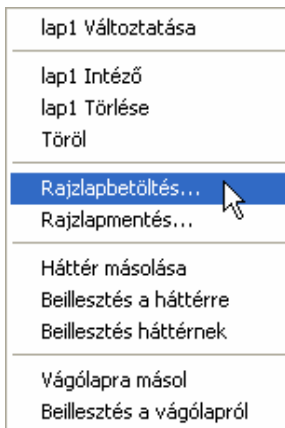 lap1 Változtatása
lap1 Intéző
lap1 Törlése
Töröl
Rajzlapbetöltés...
Rajzlapmentés...
Háttér másolása
Beillesztés a háttérre
Beillesztés háttérnek
Vágólapra másol
Beillesztés a vágólapról